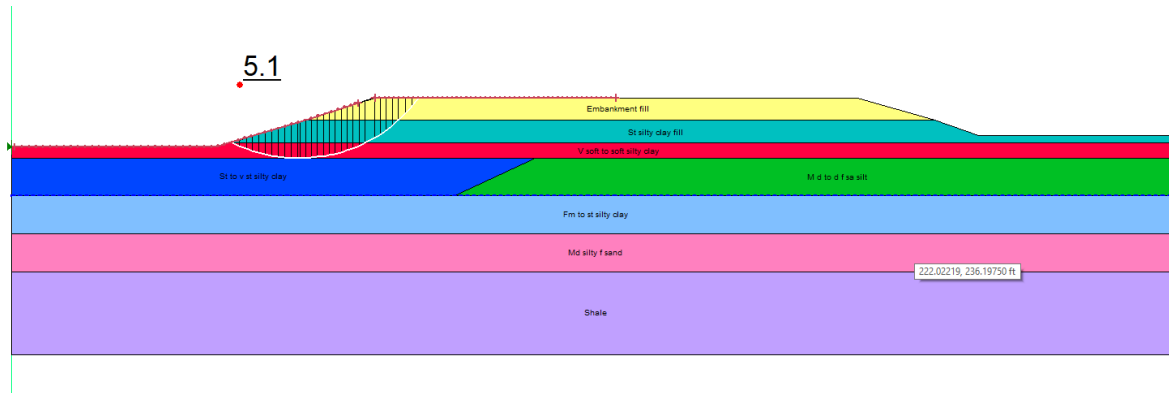 5.1
Embankment fill
St silty clay fill
V soft to soft silty clay
St to v st silty clay
M d to d f sa silt
Fm to st silty clay
Md silty f sand
222.02219, 236.19750 ft
Shale